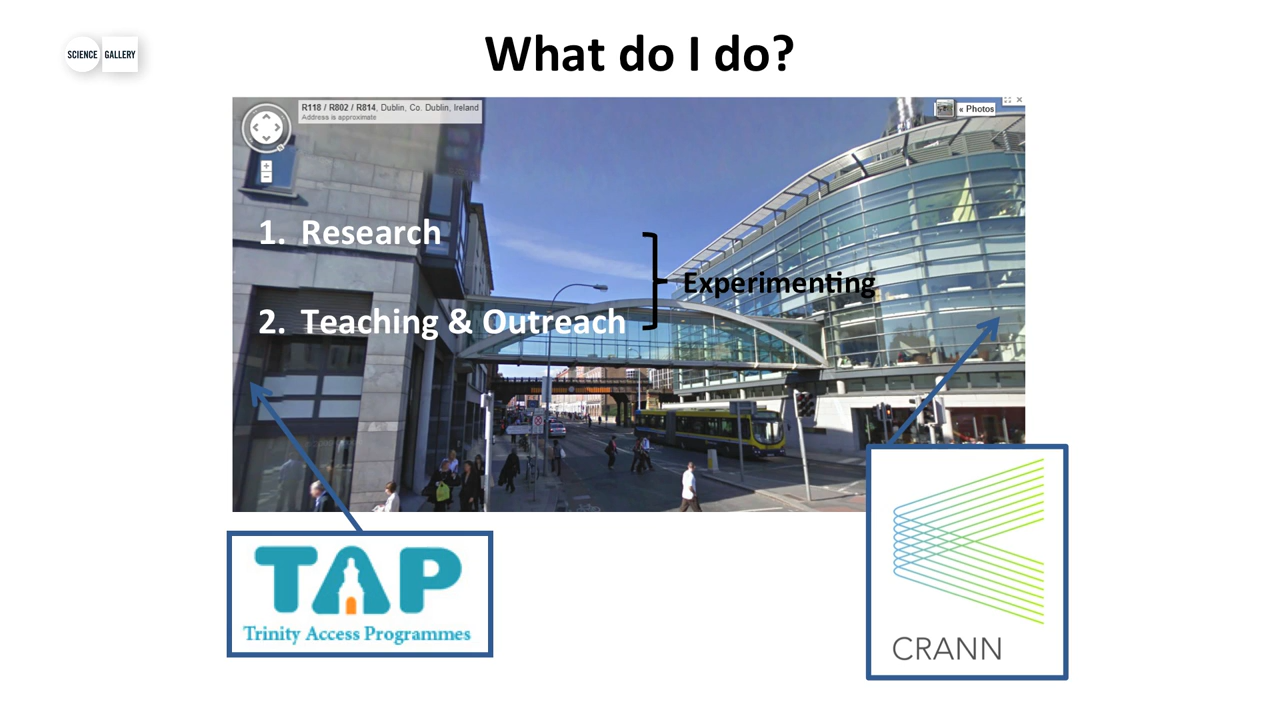 SCIENCE GALLERY
What do I do?
R118 / R802 / R814, Dublin, Co. Dublin, Ireland
Address is approximate
« Photos
1. Research
Experimenting
2. Teaching & Outreach
TAP
Trinity Access Programmes
CRANN